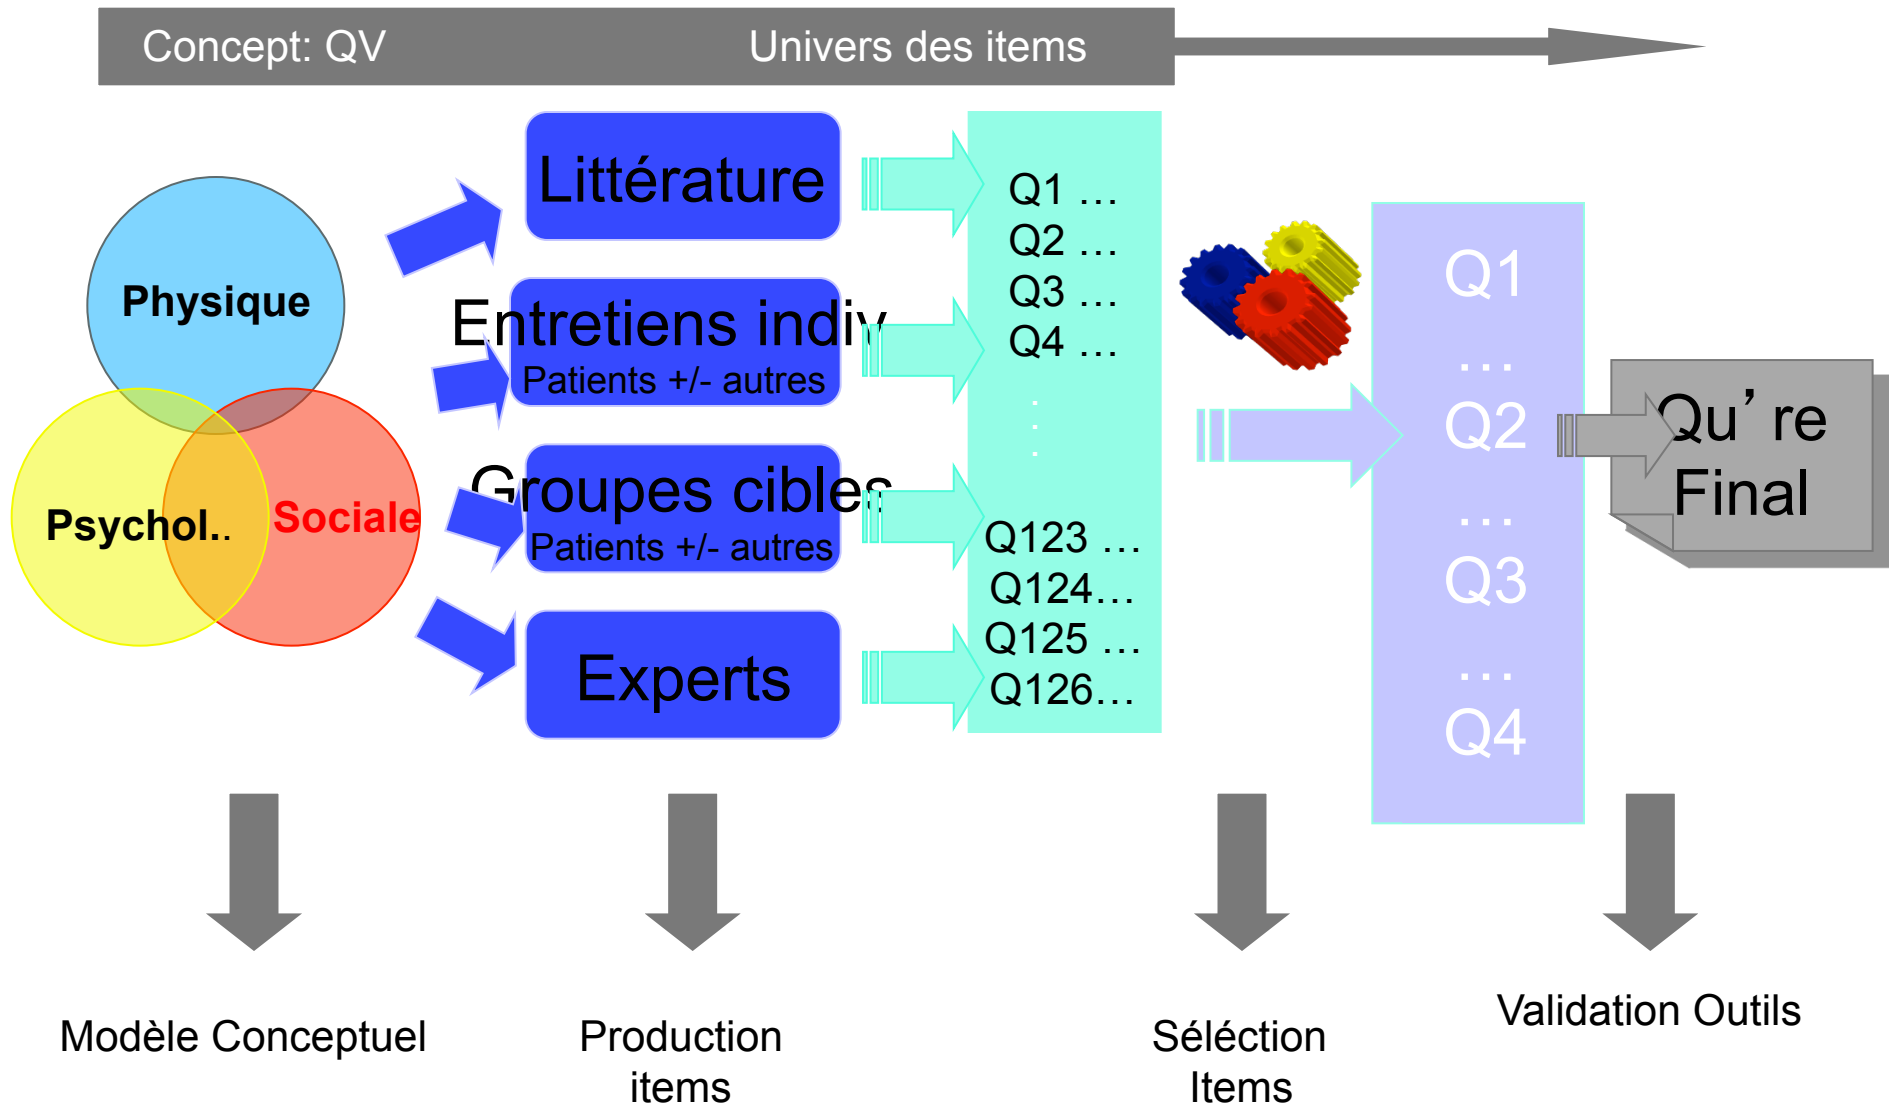 Concept: QV
Univers des items
Physique
Psychol..
Sociale
Littérature
Entretiens indiv
Patients +/- autres
Groupes cibles
Patients +/- autres
Experts
Q1 …
Q2 …
Q3 …
Q4 …
.
.
.
Q123 …
Q124…
Q125 …
Q126…
Q1
…
Q2
…
Q3
…
Q4
Qu’ re
Final
Modèle Conceptuel
Production
items
Séléction
Items
Validation Outils